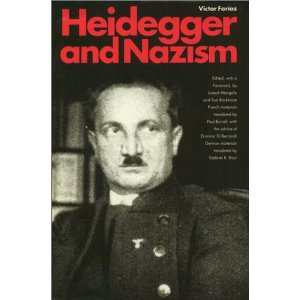 Victor Farías
Heidegger
and Nazism
Edited, with a
Foreword, by
Joseph Margolis
and Tom Rockmore
French materials
translated by
Paul Burrell, with
the advice of
Dominic Di Bernardi
German materials
translated by
Gabriel R. Ricci